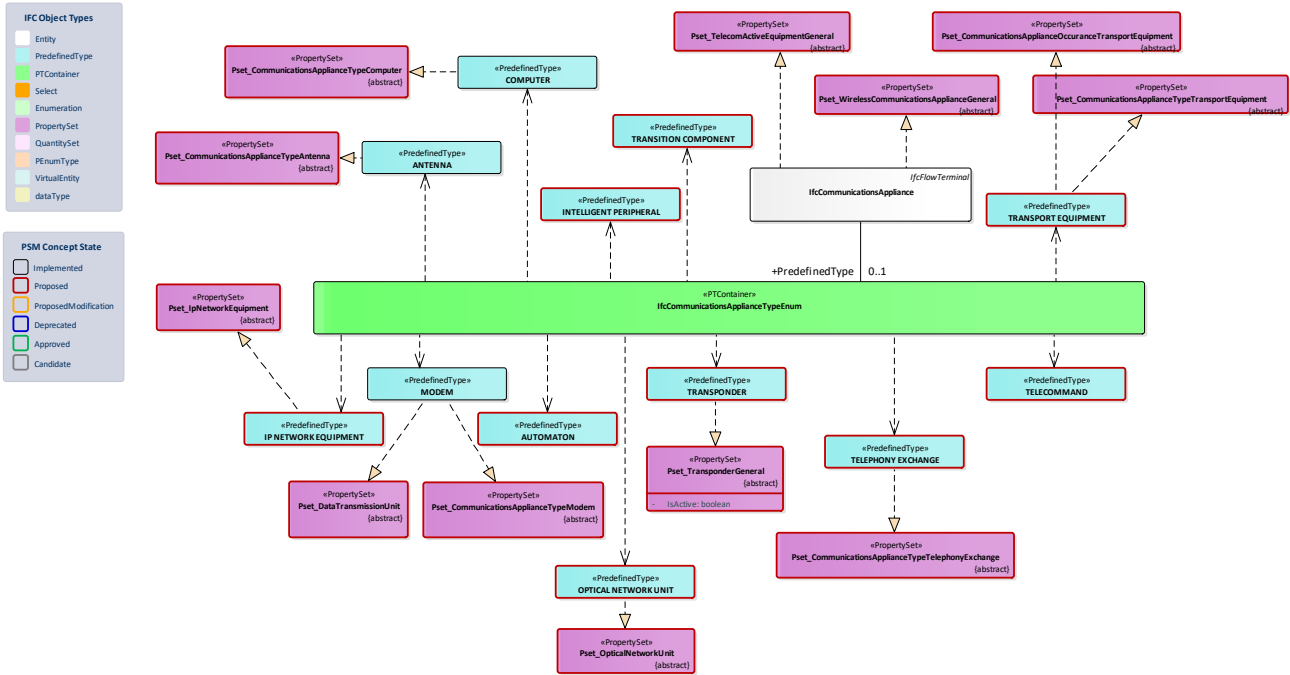 IFC Object Types
Entity
PredefinedType
PTContainer
Select
Enumeration
PropertySet
QuantitySet
PEnumType
VirtualEntity
dataType
PSM Concept State
Implemented
Proposed
ProposedModification
Deprecated
Approved
Candidate
«PropertySet»
Pset_CommunicationsApplianceTypeComputer
{abstract}
«PredefinedType»
COMPUTER
«PropertySet»
Pset_TelecomActiveEquipmentGeneral
{abstract}
«PropertySet»
Pset_CommunicationsApplianceOccuranceTransportEquipment
{abstract}
«PropertySet»
Pset_WirelessCommunicationsApplianceGeneral
{abstract}
«PropertySet»
Pset_CommunicationsApplianceTypeTransportEquipment
{abstract}
«PropertySet»
Pset_CommunicationsApplianceTypeAntenna
{abstract}
«PredefinedType»
ANTENNA
«PredefinedType»
TRANSITION COMPONENT
«PredefinedType»
INTELLIGENT PERIPHERAL
IfcFlowTerminal
IfcCommunicationsAppliance
«PredefinedType»
TRANSPORT EQUIPMENT
+PredefinedType
0..1
«PTContainer»
IfcCommunicationsApplianceTypeEnum
«PropertySet»
Pset_IpNetworkEquipment
{abstract}
«PredefinedType»
MODEM
«PredefinedType»
TRANSPONDER
«PredefinedType»
TELECOMMAND
«PredefinedType»
IP NETWORK EQUIPMENT
«PredefinedType»
AUTOMATON
«PredefinedType»
TELEPHONY EXCHANGE
«PropertySet»
Pset_TransponderGeneral
{abstract}
- IsActive: boolean
«PropertySet»
Pset_DataTransmissionUnit
{abstract}
«PropertySet»
Pset_CommunicationsApplianceTypeModem
{abstract}
«PropertySet»
Pset_CommunicationsApplianceTypeTelephonyExchange
{abstract}
«PredefinedType»
OPTICAL NETWORK UNIT
«PropertySet»
Pset_OpticalNetworkUnit
{abstract}